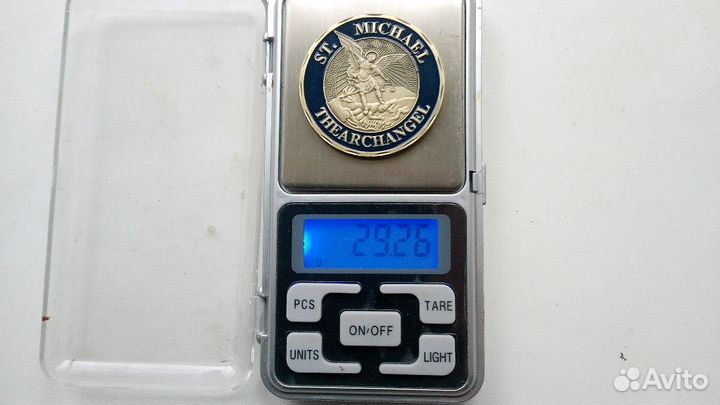 ST. MICHAEL
THEARCHANGEL
29.26
PCS
TARE
ON/OFF
UNITS
LIGHT
Avito